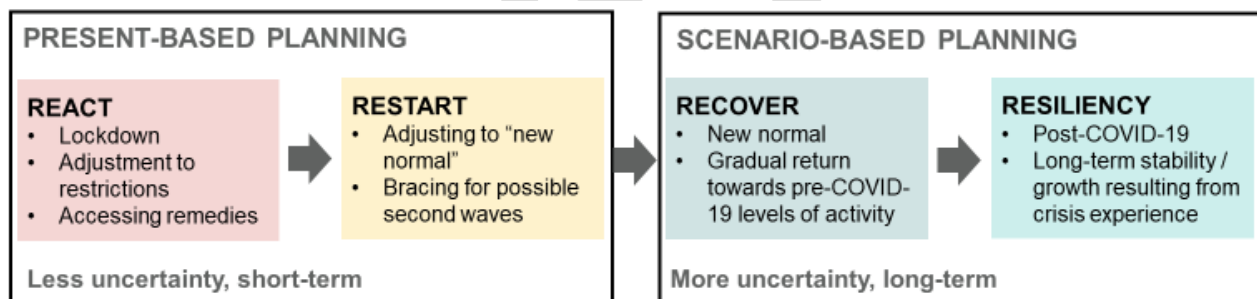 PRESENT-BASED PLANNING
REACT
• Lockdown
• Adjustment to
restrictions
• Accessing remedies
RESTART
• Adjusting to “new
normal”
• Bracing for possible
second waves
Less uncertainty, short-term
SCENARIO-BASED PLANNING
RECOVER
• New normal
• Gradual return
towards pre-COVID-
19 levels of activity
RESILIENCY
• Post-COVID-19
• Long-term stability /
growth resulting from
crisis experience
More uncertainty, long-term